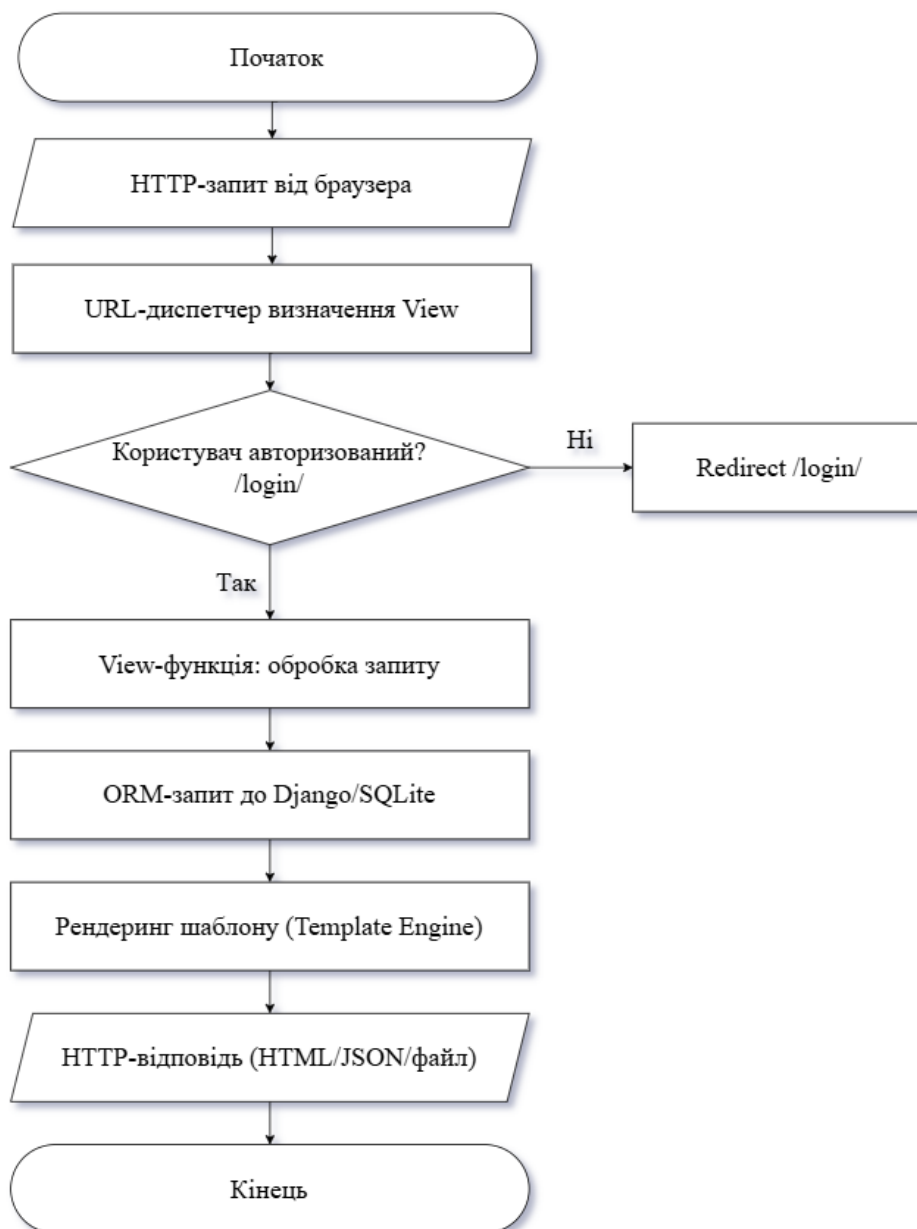 Початок
HTTP-запит від браузера
URL-диспетчер визначення View
Користувач авторизований?
/login/
Ні
Redirect /login/
Так
View-функція: обробка запиту
ORM-запит до Django/SQLite
Рендеринг шаблону (Template Engine)
HTTP-відповідь (HTML/JSON/файл)
Кінець